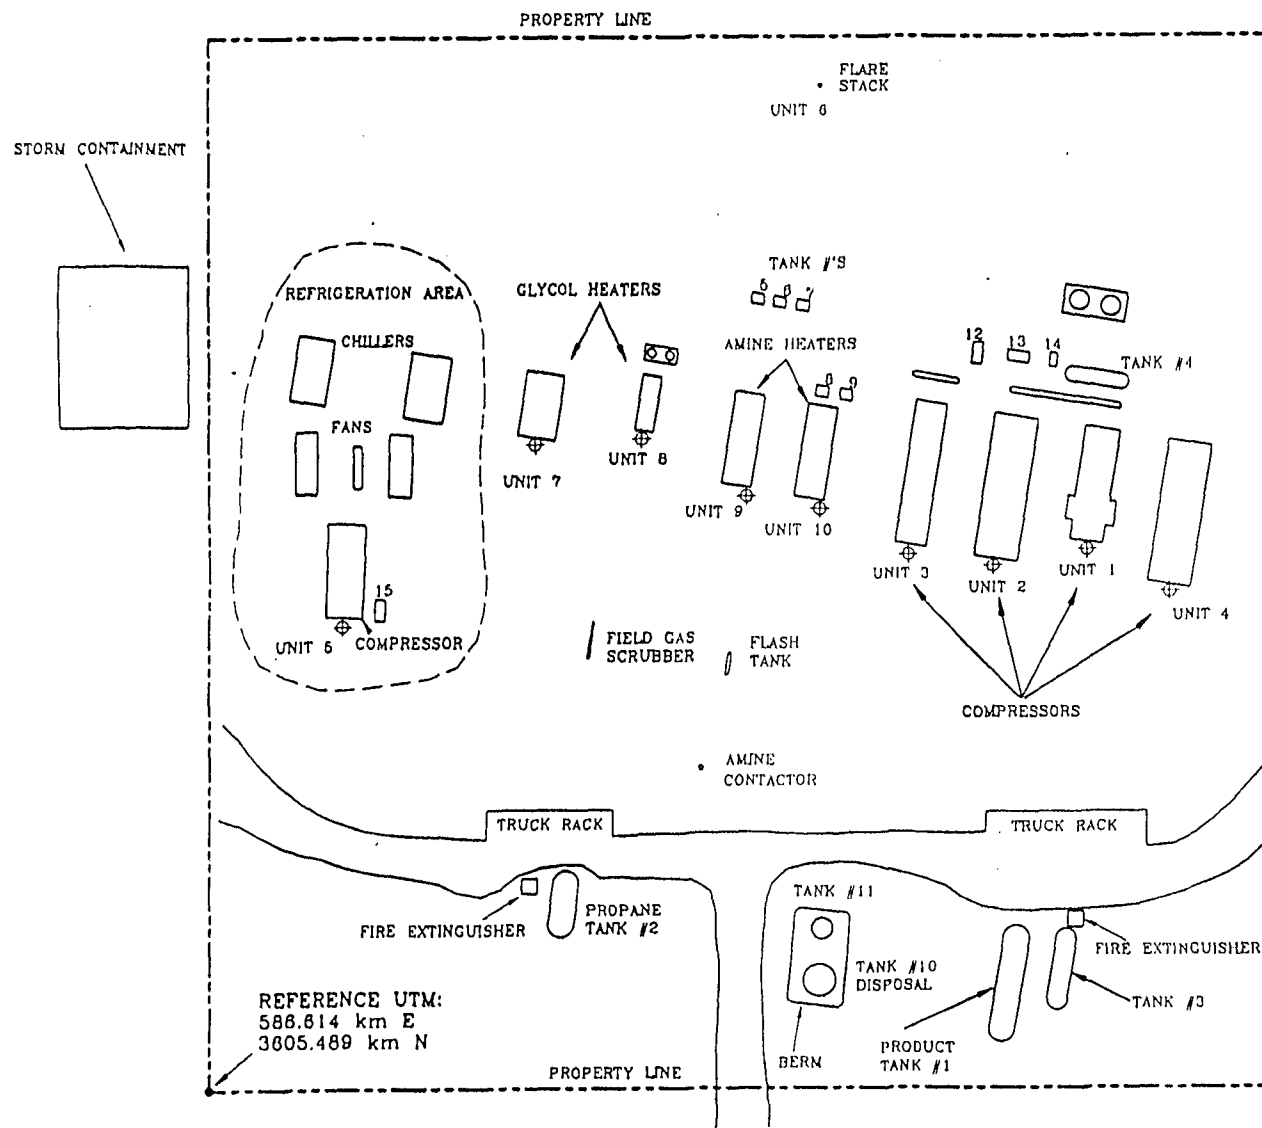 PROPERTY LINE
FLARE
STACK
UNIT 6
STORM CONTAINMENT
TANK #'S
5 6 7
REFRIGERATION AREA
GLYCOL HEATERS
CHILLERS
AMINE HEATERS
12
13
14
TANK #4
8 9
FANS
UNIT 7
UNIT 8
UNIT 9
UNIT 10
UNIT 3
UNIT 2
UNIT 1
UNIT 4
15
UNIT 5
COMPRESSOR
FIELD GAS
SCRUBBER
FLASH
TANK
COMPRESSORS
AMINE
CONTACTOR
TRUCK RACK
TRUCK RACK
TANK #11
PROPANE
TANK #2
FIRE EXTINGUISHER
FIRE EXTINGUISHER
TANK #10
DISPOSAL
TANK #3
REFERENCE UTM:
586.614 km E
3605.489 km N
PRODUCT
TANK #1
BERM
PROPERTY LINE